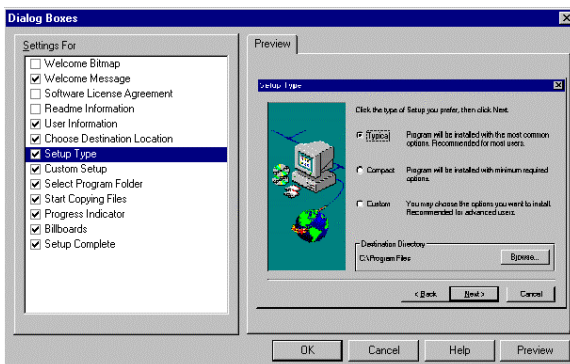 Dialog Boxes
Settings For
Welcome Bitmap
Welcome Message
Software License Agreement
Readme Information
User Information
Choose Destination Location
Setup Type
Custom Setup
Select Program Folder
Start Copying Files
Progress Indicator
Billboards
Setup Complete
Preview
Setup Type
Click the type of Setup you prefer, then click Next.
Typical
Program will be installed with the most common
options. Recommended for most users.
Compact
Program will be installed with minimum required
options.
Custom
You may choose the options you want to install.
Recommended for advanced users.
Destination Directory
C:\Program Files
Browse...
< Back
Next >
Cancel
OK
Cancel
Help
Preview